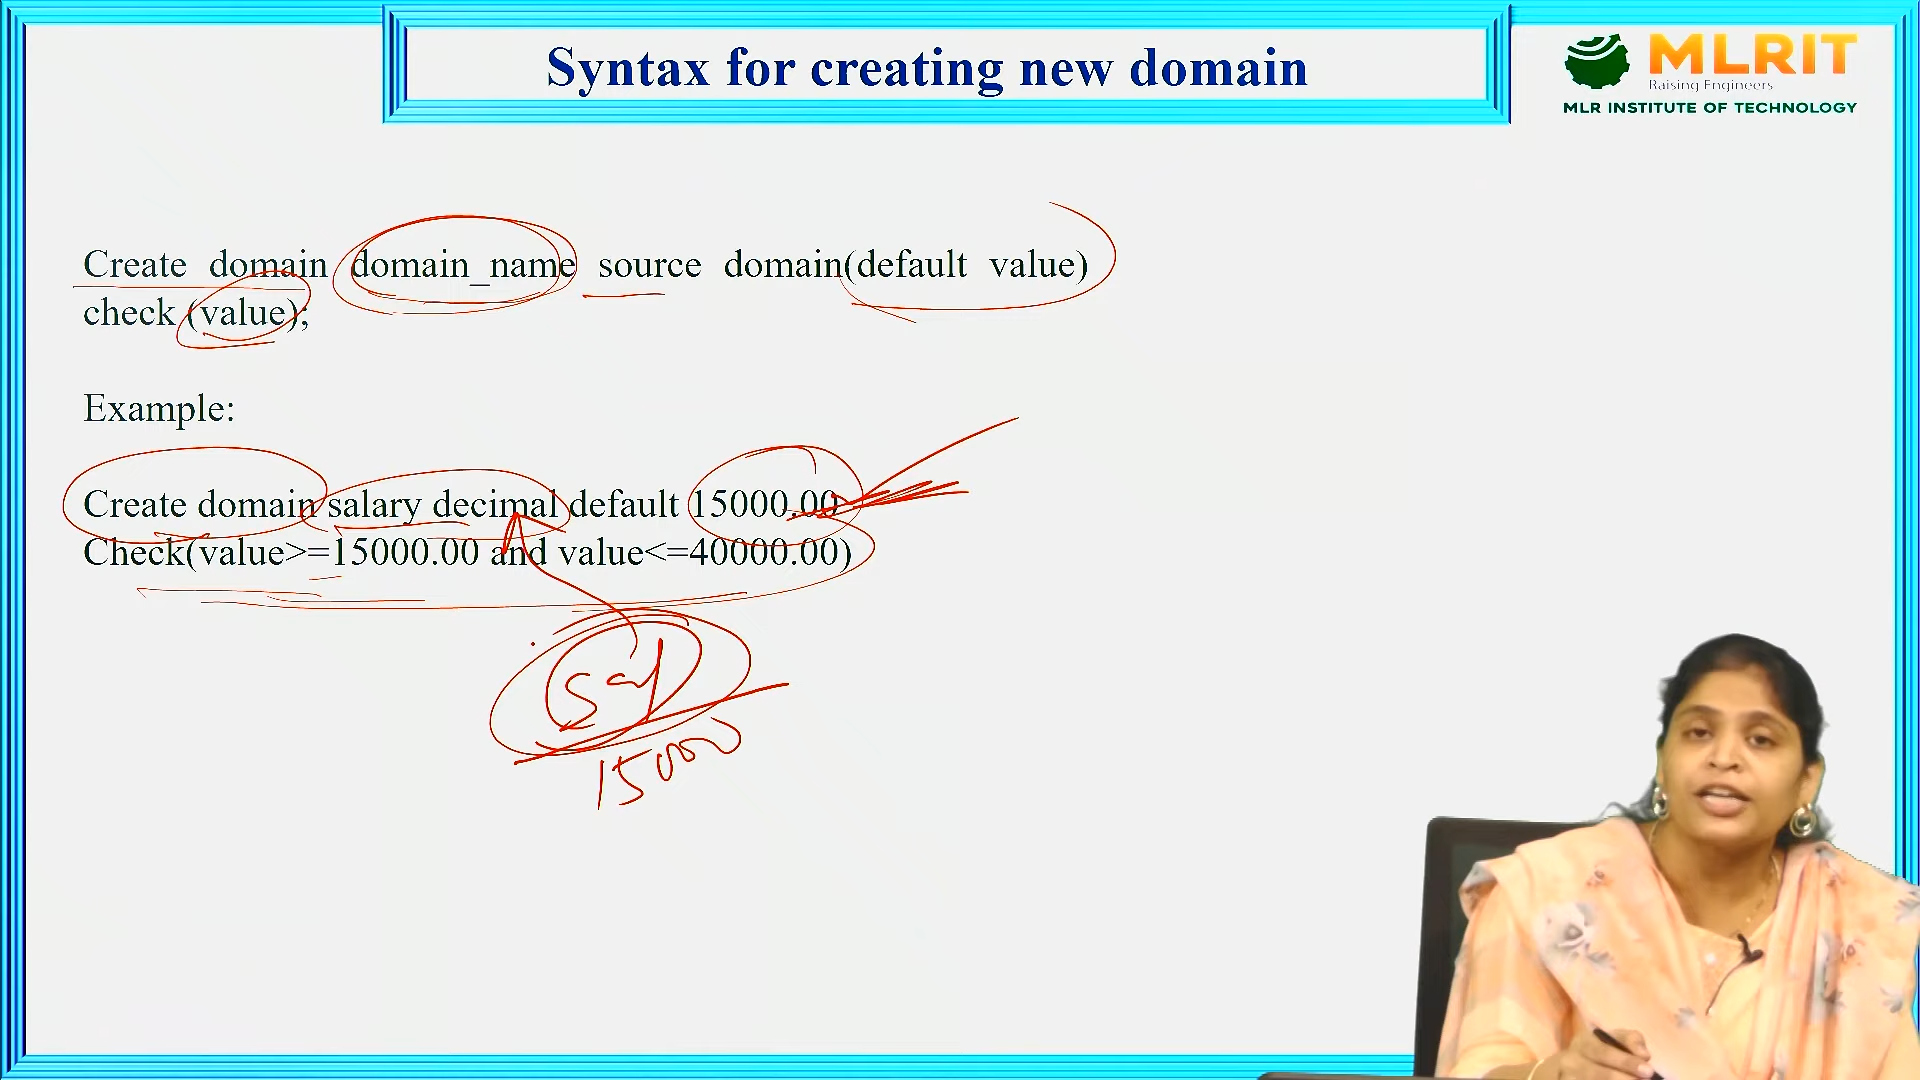 Syntax for creating new domain
MLRIT
Raising Engineers
MLR INSTITUTE OF TECHNOLOGY
Create domain domain_name source domain(default value)
check (value);
Example:
Create domain salary decimal default 15000.00
Check(value>=15000.00 and value<=40000.00)
sal
15000